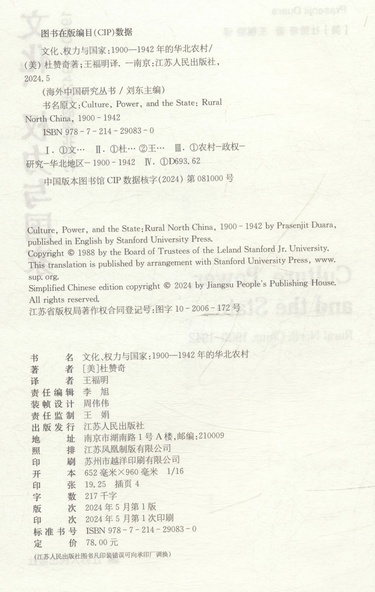 图书在版编目(CIP)数据
文化、权力与国家:1900—1942年的华北农村/
(美)杜赞奇著;王福明译. —南京:江苏人民出版社,
2024.5
(海外中国研究丛书 / 刘东主编)
书名原文:Culture, Power, and the State: Rural
North China, 1900-1942
ISBN 978-7-214-29083-0
Ⅰ. ①文… Ⅱ. ①杜… ②王… Ⅲ. ①农村-政权-
研究-华北地区-1900-1942 Ⅳ. ①D693.62
中国版本图书馆CIP数据核字(2024)第081000号
Culture, Power, and the State:Rural North China, 1900-1942 by Prasenjit Duara,
published in English by Stanford University Press.
Copyright © 1988 by the Board of Trustees of the Leland Stanford Jr. University.
This translation is published by arrangement with Stanford University Press, www.
sup. org.
Simplified Chinese edition copyright © 2024 by Jiangsu People's Publishing House.
All rights reserved.
江苏省版权局著作权合同登记号:图字10-2006-172号
书 名 文化、权力与国家:1900—1942年的华北农村
著 者 [美]杜赞奇
译 者 王福明
责任编辑 李 旭
装帧设计 周伟伟
责任监制 王 娟
出版发行 江苏人民出版社
地 址 南京市湖南路1号A楼,邮编:210009
照 排 江苏凤凰制版有限公司
印 刷 苏州市越洋印刷有限公司
开 本 652毫米×960毫米 1/16
印 张 19.25 插页4
字 数 217千字
版 次 2024年5月第1版
印 次 2024年5月第1次印刷
标准书号 ISBN 978-7-214-29083-0
定 价 78.00元
(江苏人民出版社图书凡印装错误可向承印厂调换)